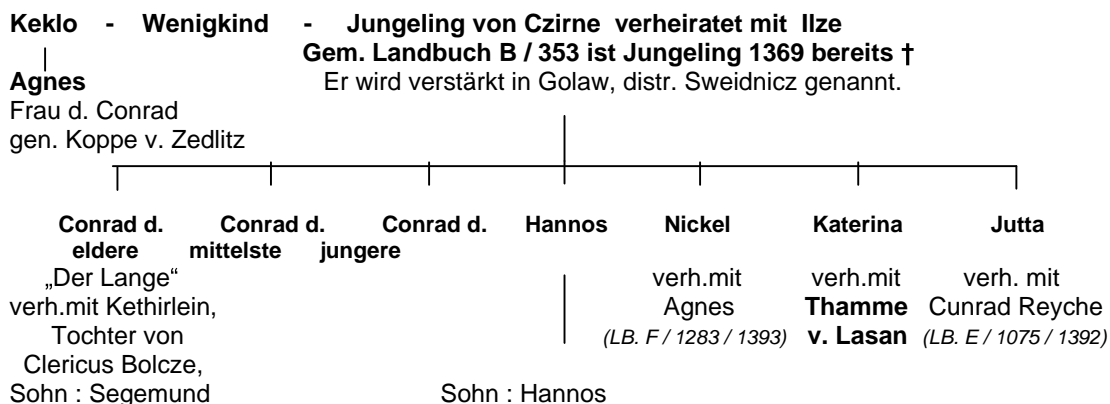 Keklo - Wenigkind - Jungeling von Czirne verheiratet mit Ilze
Gem. Landbuch B / 353 ist Jungeling 1369 bereits †
Agnes Er wird verstärkt in Golaw, distr. Sweidnicz genannt.
Frau d. Conrad
gen. Koppe v. Zedlitz
Conrad d. Conrad d. Conrad d. Hannos Nickel Katerina Jutta
eldere mittelste jungere
„Der Lange“ verh.mit verh.mit verh. mit
verh.mit Kethirlein, Agnes Thamme Cunrad Reyche
Tochter von (LB. F / 1283 / 1393) v. Lasan (LB. E / 1075 / 1392)
Clericus Bolcze,
Sohn : Segemund Sohn : Hannos